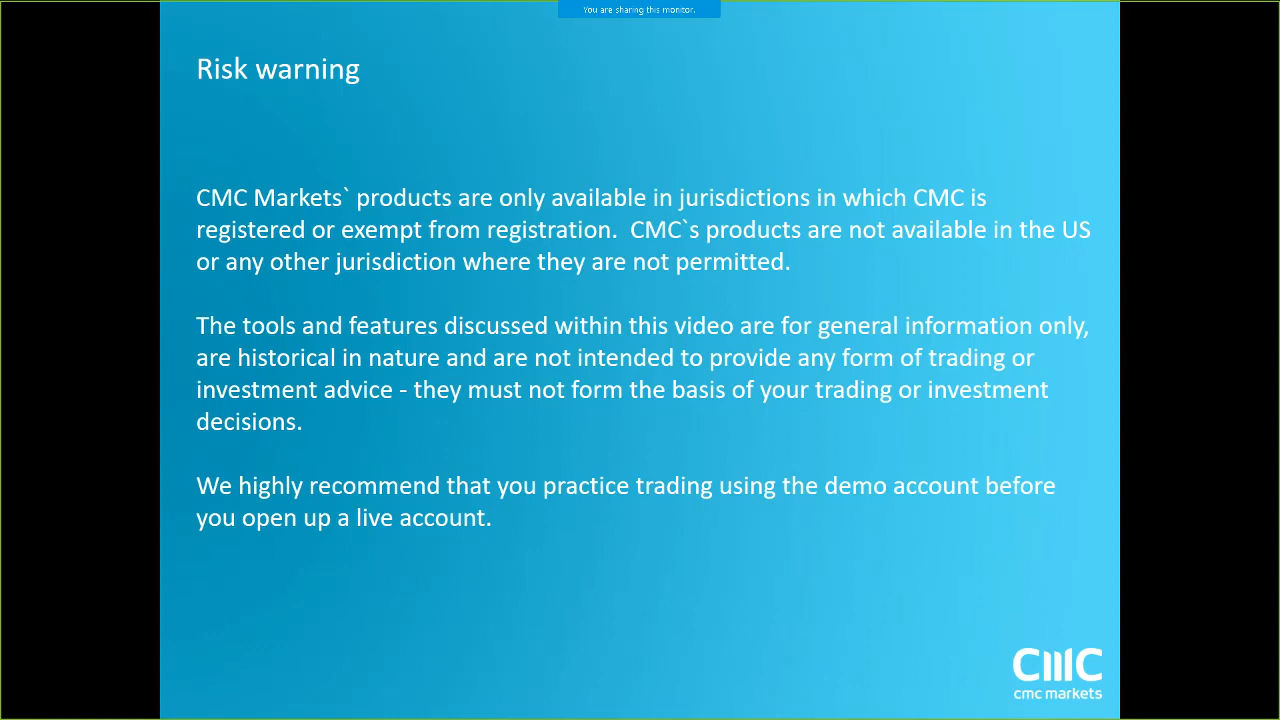 You are sharing this monitor.
Risk warning
CMC Markets` products are only available in jurisdictions in which CMC is
registered or exempt from registration.  CMC`s products are not available in the US
or any other jurisdiction where they are not permitted.
The tools and features discussed within this video are for general information only,
are historical in nature and are not intended to provide any form of trading or
investment advice - they must not form the basis of your trading or investment
decisions.
We highly recommend that you practice trading using the demo account before
you open up a live account.
CMC
cmc markets